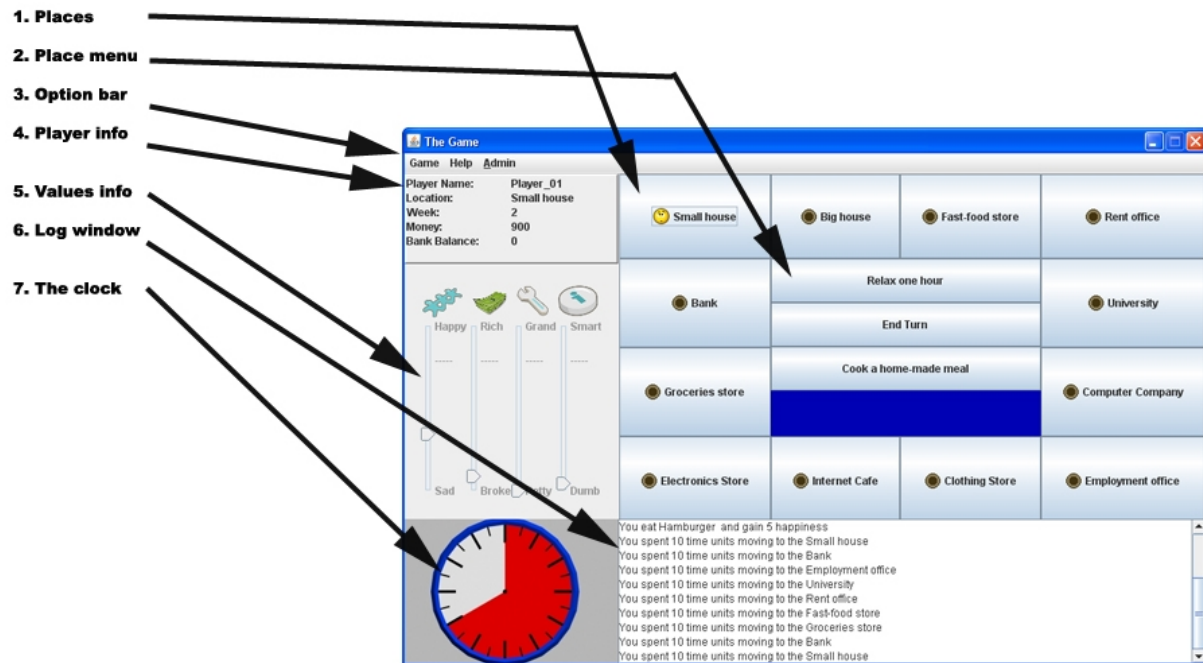 1. Places
2. Place menu
3. Option bar
4. Player info
5. Values info
6. Log window
7. The clock
The Game
Game Help Admin
Player Name: Player_01
Location: Small house
Week: 2
Money: 900
Bank Balance: 0
Small house
Big house
Fast-food store
Rent office
Bank
Relax one hour
End Turn
University
Groceries store
Cook a home-made meal
Computer Company
Electronics Store
Internet Cafe
Clothing Store
Employment office
Happy Rich Grand Smart
----- ----- ----- -----
Sad Broke Dumb
You eat Hamburger and gain 5 happiness
You spent 10 time units moving to the Small house
You spent 10 time units moving to the Bank
You spent 10 time units moving to the Employment office
You spent 10 time units moving to the University
You spent 10 time units moving to the Rent office
You spent 10 time units moving to the Fast-food store
You spent 10 time units moving to the Groceries store
You spent 10 time units moving to the Bank
You spent 10 time units moving to the Small house